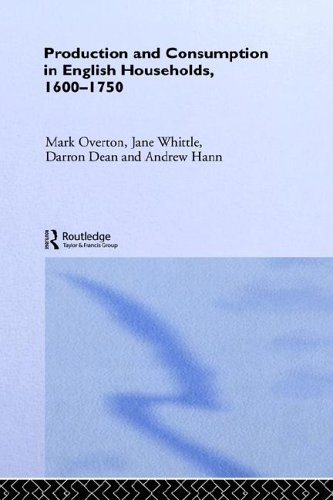 Production and Consumption
in English Households,
1600–1750
Mark Overton, Jane Whittle,
Darron Dean and Andrew Hann
Routledge
Taylor & Francis Group